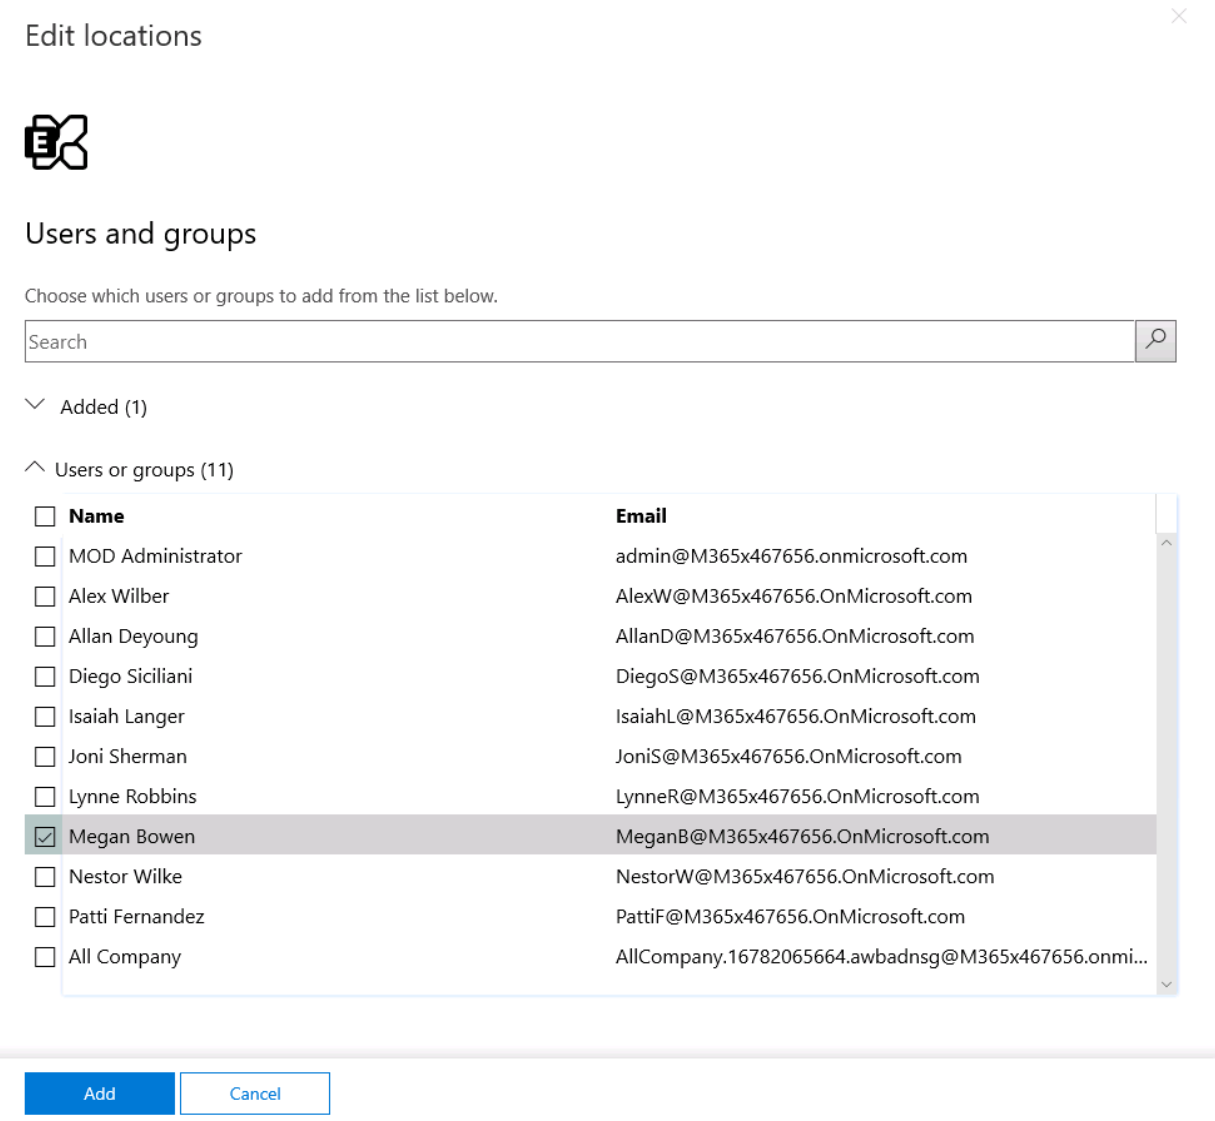 Edit locations
E
Users and groups
Choose which users or groups to add from the list below.
Search
Added (1)
Users or groups (11)
Name Email
MOD Administrator admin@M365x467656.onmicrosoft.com
Alex Wilber AlexW@M365x467656.OnMicrosoft.com
Allan Deyoung AllanD@M365x467656.OnMicrosoft.com
Diego Siciliani DiegoS@M365x467656.OnMicrosoft.com
Isaiah Langer IsaiahL@M365x467656.OnMicrosoft.com
Joni Sherman JoniS@M365x467656.OnMicrosoft.com
Lynne Robbins LynneR@M365x467656.OnMicrosoft.com
Megan Bowen MeganB@M365x467656.OnMicrosoft.com
Nestor Wilke NestorW@M365x467656.OnMicrosoft.com
Patti Fernandez PattiF@M365x467656.OnMicrosoft.com
All Company AllCompany.16782065664.awbadnsg@M365x467656.onmi...
Add Cancel